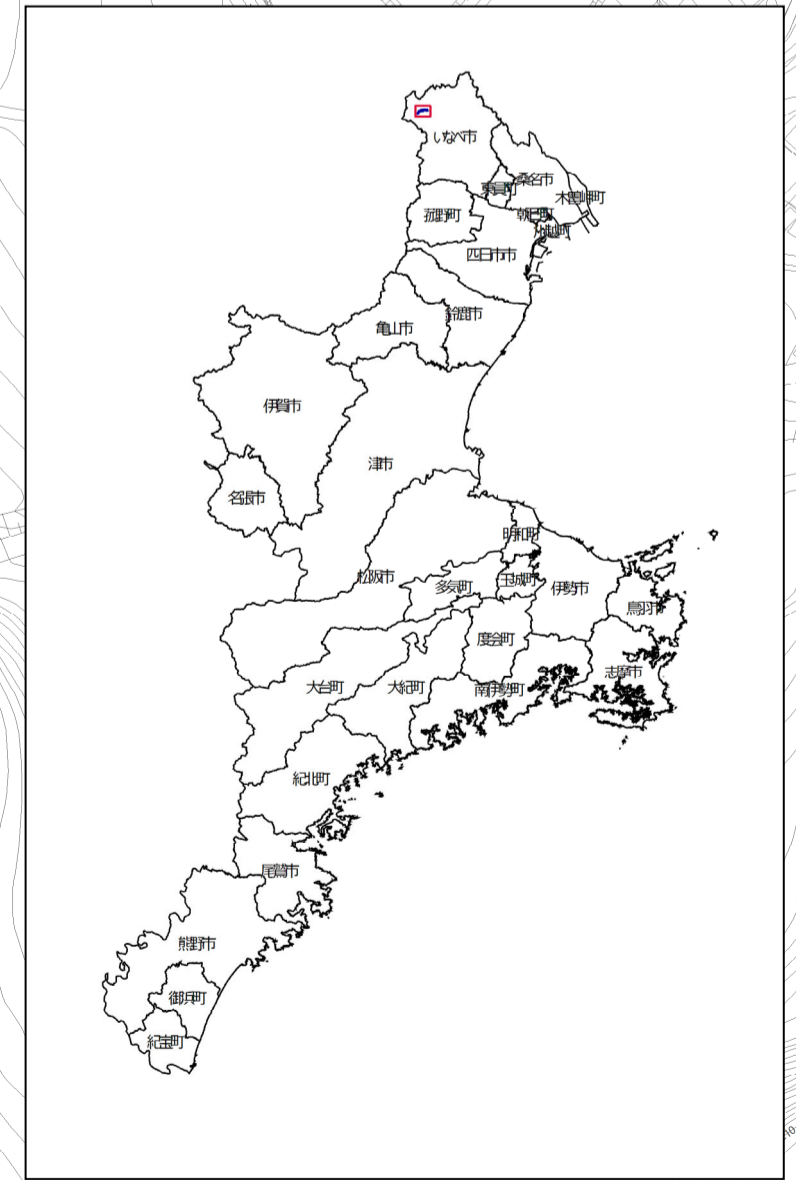 いなべ市
桑名市
東員町
木曽岬町
菰野町
朝日町
川越町
四日市市
鈴鹿市
亀山市
伊賀市
津市
名張市
明和町
松阪市
玉城町
多気町
伊勢市
鳥羽市
度会町
志摩市
大台町
大紀町
南伊勢町
紀北町
尾鷲市
熊野市
御浜町
紀宝町